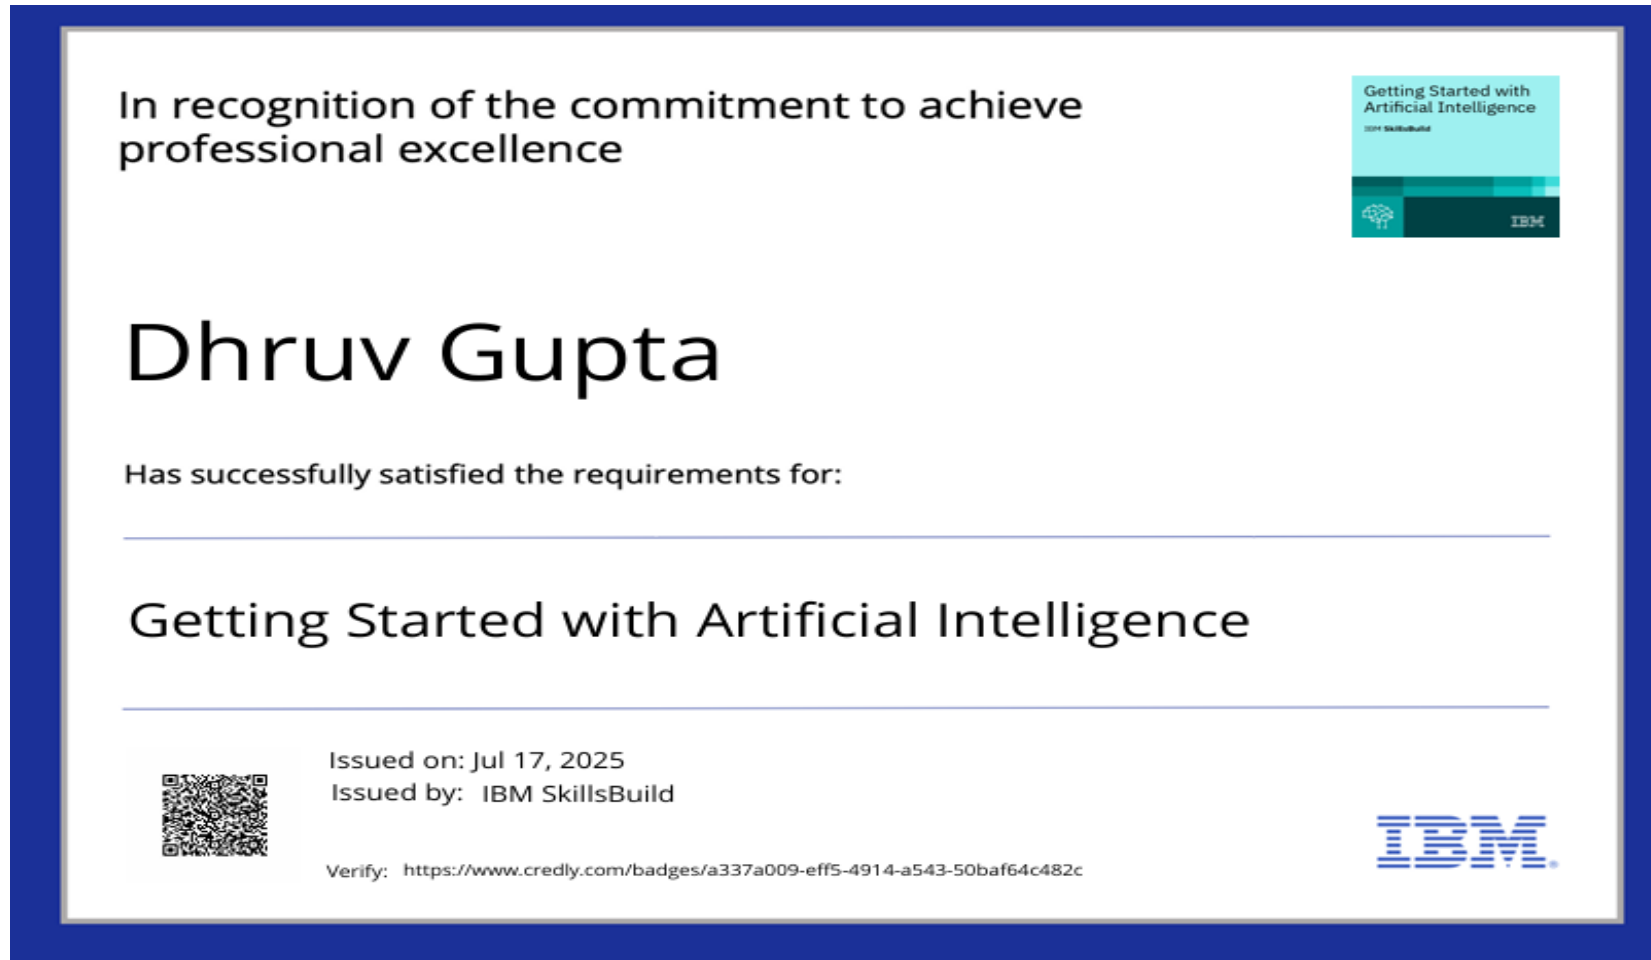 In recognition of the commitment to achieve
professional excellence
Getting Started with
Artificial Intelligence
IBM SkillsBuild
IBM
Dhruv Gupta
Has successfully satisfied the requirements for:
Getting Started with Artificial Intelligence
Issued on: Jul 17, 2025
Issued by: IBM SkillsBuild
Verify: https://www.credly.com/badges/a337a009-eff5-4914-a543-50baf64c482c
IBM®